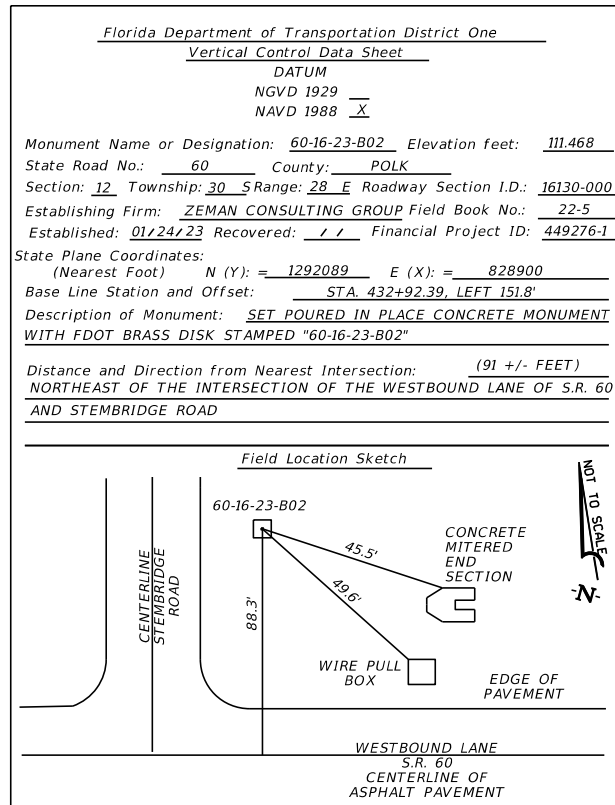 Florida Department of Transportation District One
Vertical Control Data Sheet
DATUM
NGVD 1929
NAVD 1988 X
Monument Name or Designation: 60-16-23-B02 Elevation feet: 111.468
State Road No.: 60 County: POLK
Section: 12 Township: 30 S Range: 28 E Roadway Section I.D.: 16130-000
Establishing Firm: ZEMAN CONSULTING GROUP Field Book No.: 22-5
Established: 01/24/23 Recovered: / / Financial Project ID: 449276-1
State Plane Coordinates:
(Nearest Foot) N (Y): = 1292089 E (X): = 828900
Base Line Station and Offset: STA. 432+92.39, LEFT 151.8'
Description of Monument: SET POURED IN PLACE CONCRETE MONUMENT
WITH FDOT BRASS DISK STAMPED "60-16-23-B02"
Distance and Direction from Nearest Intersection: (91 +/- FEET)
NORTHEAST OF THE INTERSECTION OF THE WESTBOUND LANE OF S.R. 60
AND STEMBRIDGE ROAD
Field Location Sketch
60-16-23-B02
NOT TO SCALE
N
45.5'
CONCRETE
MITERED
END
SECTION
CENTERLINE
STEMBRIDGE
ROAD
88.3'
49.6'
WIRE PULL
BOX
EDGE OF
PAVEMENT
WESTBOUND LANE
S.R. 60
CENTERLINE OF
ASPHALT PAVEMENT